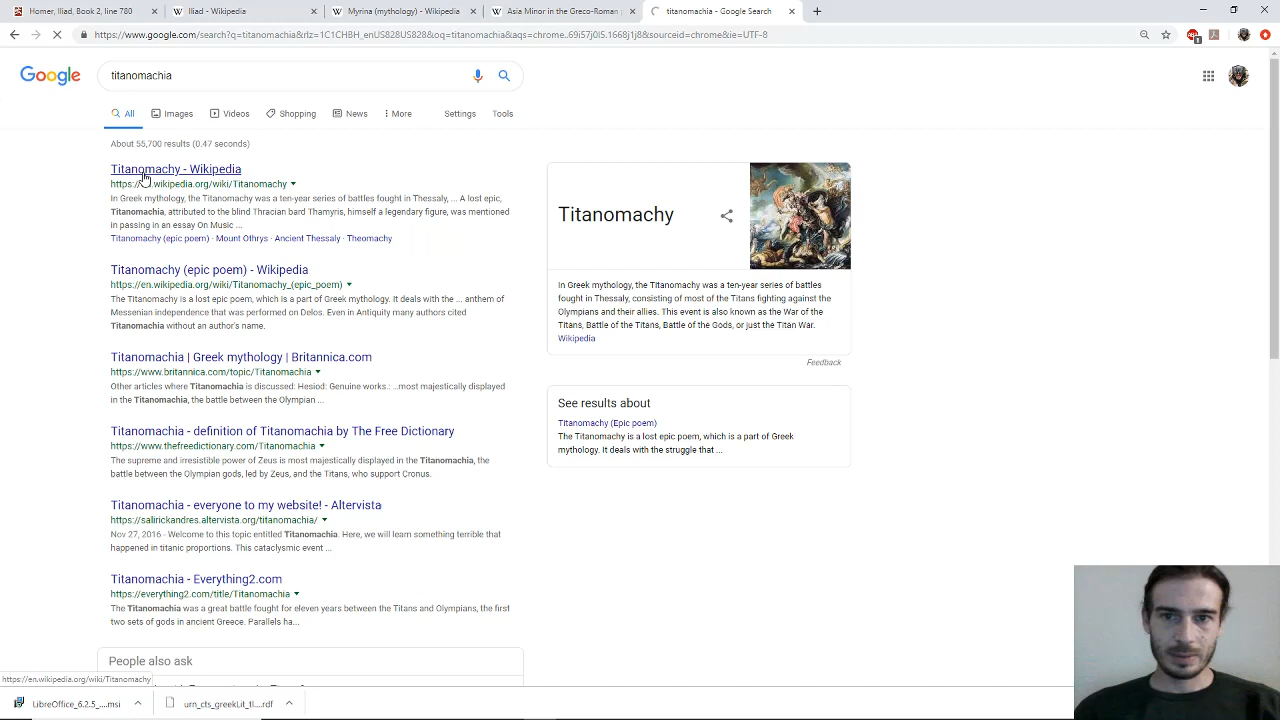 Homer, Iliad, Book 2, line 780
Iliad - Wikipedia
Myrina (mythology) - Wikipedia
Asia Minor in the Greco-Roman
titanomachia - Google Search
https://www.google.com/search?q=titanomachia&rlz=1C1CHBH_enUS828US828&oq=titanomachia&aqs=chrome..69i57j0l5.1668j1j8&sourceid=chrome&ie=UTF-8
Google
titanomachia
All
Images
Videos
Shopping
News
More
Settings
Tools
About 55,700 results (0.47 seconds)
Titanomachy - Wikipedia
https://en.wikipedia.org/wiki/Titanomachy
In Greek mythology, the Titanomachy was a ten-year series of battles fought in Thessaly, ... A lost epic,
Titanomachia, attributed to the blind Thracian bard Thamyris, himself a legendary figure, was mentioned
in passing in an essay On Music ...
Titanomachy (epic poem) · Mount Othrys · Ancient Thessaly · Theomachy
Titanomachy (epic poem) - Wikipedia
https://en.wikipedia.org/wiki/Titanomachy_(epic_poem)
The Titanomachy is a lost epic poem, which is a part of Greek mythology. It deals with the ... anthem of
Messenian independence that was performed on Delos. Even in Antiquity many authors cited
Titanomachia without an author's name.
Titanomachia | Greek mythology | Britannica.com
https://www.britannica.com/topic/Titanomachia
Other articles where Titanomachia is discussed: Hesiod: Genuine works.: ...most majestically displayed
in the Titanomachia, the battle between the Olympian ...
Titanomachia - definition of Titanomachia by The Free Dictionary
https://www.thefreedictionary.com/Titanomachia
The supreme and irresistible power of Zeus is most majestically displayed in the Titanomachia, the
battle between the Olympian gods, led by Zeus, and the Titans, who support Cronus.
Titanomachia - everyone to my website! - Altervista
https://salirickandres.altervista.org/titanomachia/
Nov 27, 2016 - Welcome to this topic entitled Titanomachia. Here, we will learn something terrible that
happened in titanic proportions. This cataclysmic event ...
Titanomachia - Everything2.com
https://everything2.com/title/Titanomachia
The Titanomachia was a great battle fought for eleven years between the Titans and Olympians, the first
two sets of gods in ancient Greece. Parallels ha...
People also ask
Titanomachy
In Greek mythology, the Titanomachy was a ten-year series of battles
fought in Thessaly, consisting of most of the Titans fighting against the
Olympians and their allies. This event is also known as the War of the
Titans, Battle of the Titans, Battle of the Gods, or just the Titan War.
Wikipedia
Feedback
See results about
Titanomachy (Epic poem)
The Titanomachy is a lost epic poem, which is a part of Greek
mythology. It deals with the struggle that ...
https://en.wikipedia.org/wiki/Titanomachy
LibreOffice_6.2.5_....msi
urn_cts_greekLit_tl....rdf